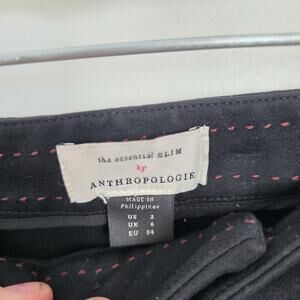 the essential SLIM
by
ANTHROPOLOGIE
MADE IN
Philippines
US 2
UK 6
EU 34